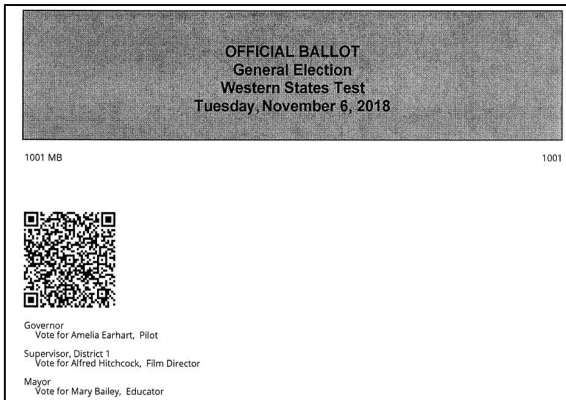 OFFICIAL BALLOT
General Election
Western States Test
Tuesday, November 6, 2018
1001 MB 1001
Governor
Vote for Amelia Earhart, Pilot
Supervisor, District 1
Vote for Alfred Hitchcock, Film Director
Mayor
Vote for Mary Bailey, Educator